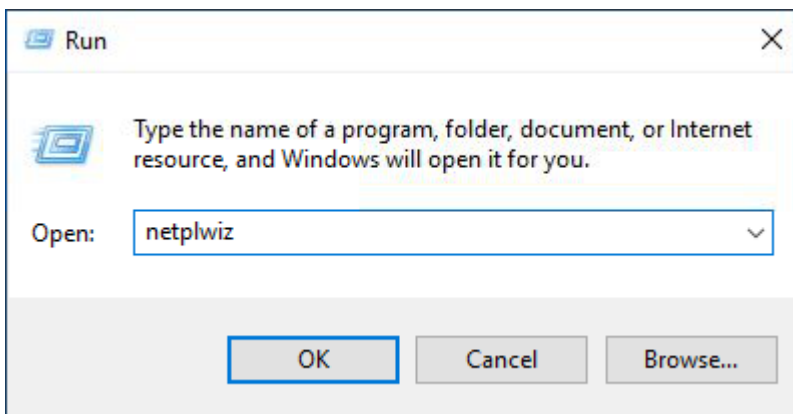 Run
Type the name of a program, folder, document, or Internet
resource, and Windows will open it for you.
Open: netplwiz
OK Cancel Browse...